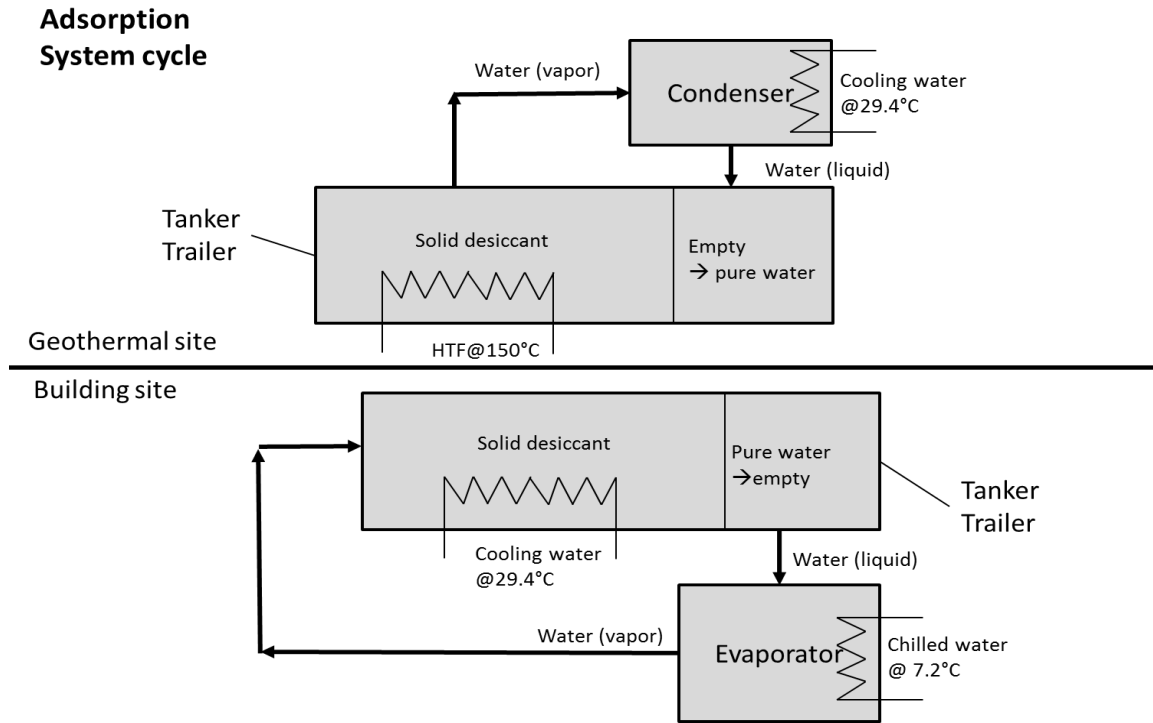 Adsorption
System cycle
Water (vapor)
Condenser
Cooling water
@29.4°C
Water (liquid)
Tanker
Trailer
Solid desiccant
Empty
→ pure water
HTF@150°C
Geothermal site
Building site
Solid desiccant
Pure water
→empty
Tanker
Trailer
Cooling water
@29.4°C
Water (liquid)
Water (vapor)
Evaporator
Chilled water
@ 7.2°C